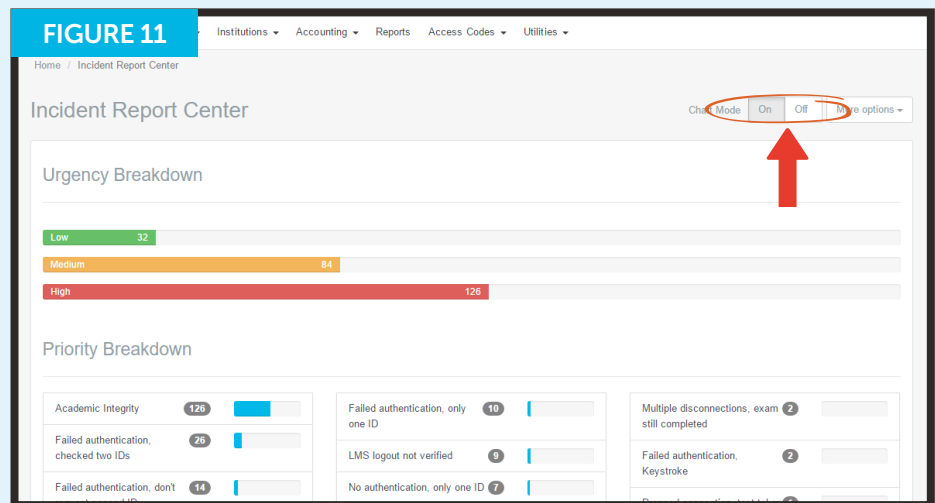 FIGURE 11
Institutions Accounting Reports Access Codes Utilities
Home / Incident Report Center
Incident Report Center
Chart Mode On Off More options
Urgency Breakdown
Low 32
Medium 84
High 126
Priority Breakdown
Academic Integrity 126
Failed authentication, checked two IDs 26
Failed authentication, don't 14
Failed authentication, only one ID 10
LMS logout not verified 9
No authentication, only one ID 7
Multiple disconnections, exam still completed 2
Failed authentication, Keystroke 2